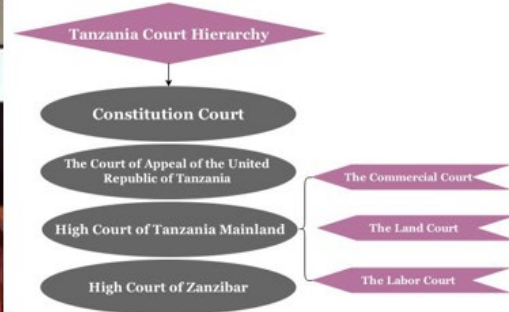 Tanzania Court Hierarchy
Constitution Court
The Court of Appeal of the United
Republic of Tanzania
The Commercial Court
High Court of Tanzania Mainland
The Land Court
The Labor Court
High Court of Zanzibar